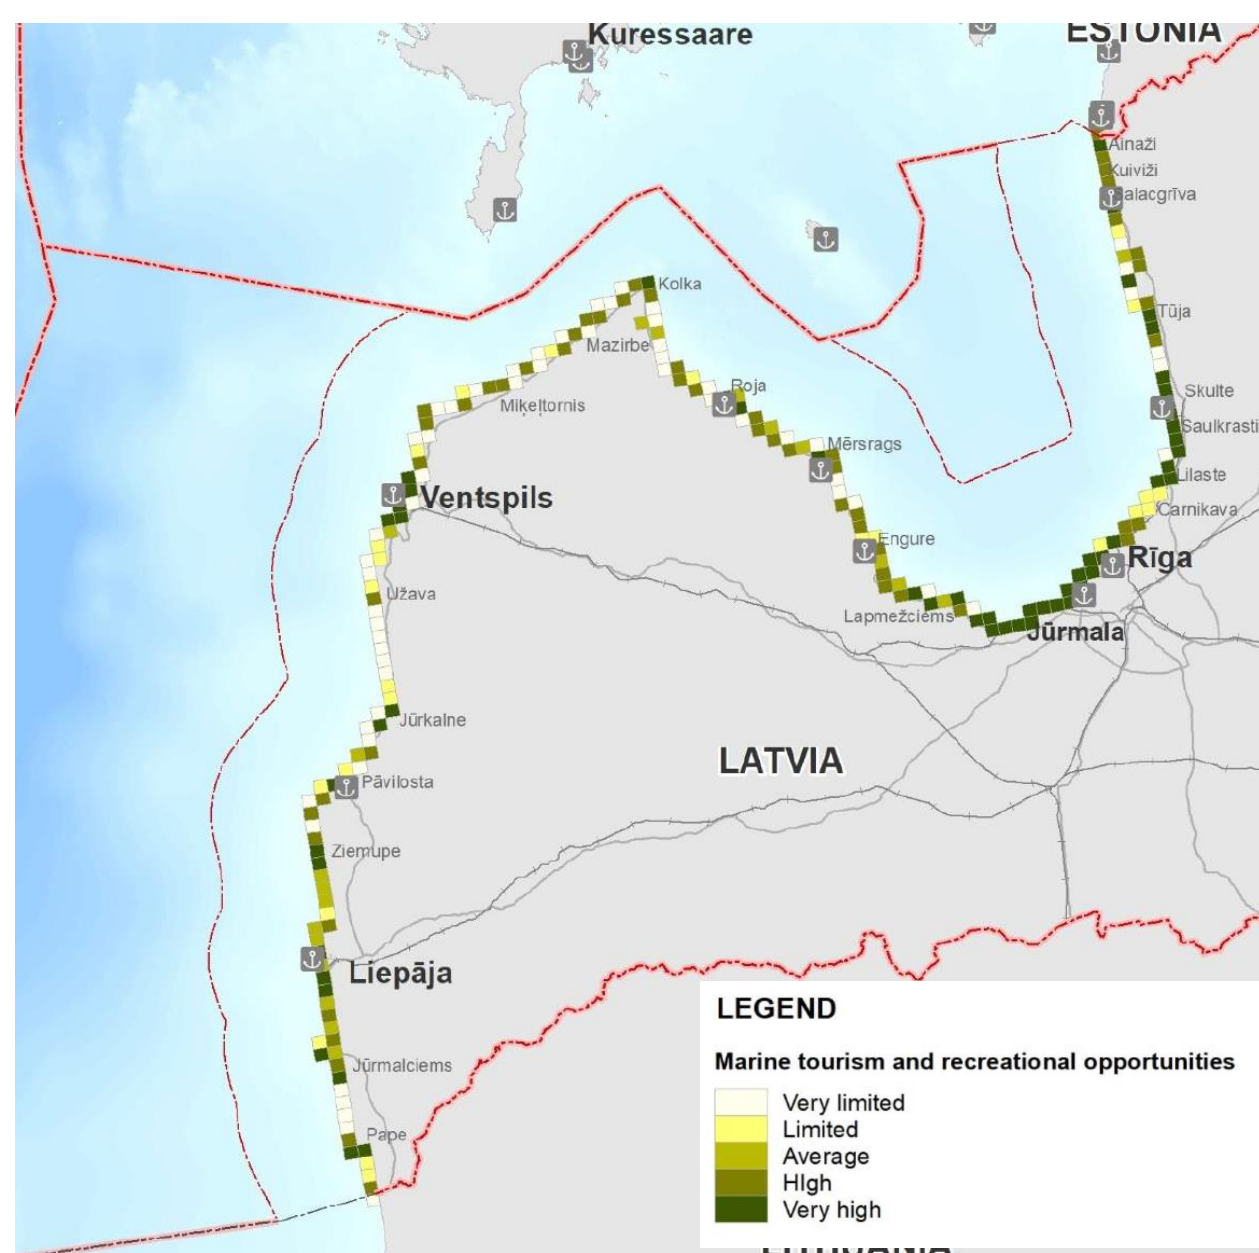 Kuressaare
ESTONIA
Ainaži
Kuiviži
alacgrīva
Kolka
Tūja
Mazirbe
Roja
Skulte
Miķeļtornis
Saulkrasti
Mērsrags
Lilaste
Ventspils
Carnikava
Engure
Rīga
Užava
Lapmežciems
Jūrmala
Jūrkalne
LATVIA
Pāvilosta
Ziemupe
Liepāja
LEGEND
Marine tourism and recreational opportunities
Jūrmalciems
Very limited
Limited
Pape
Average
HIgh
Very high
LITHUANIA